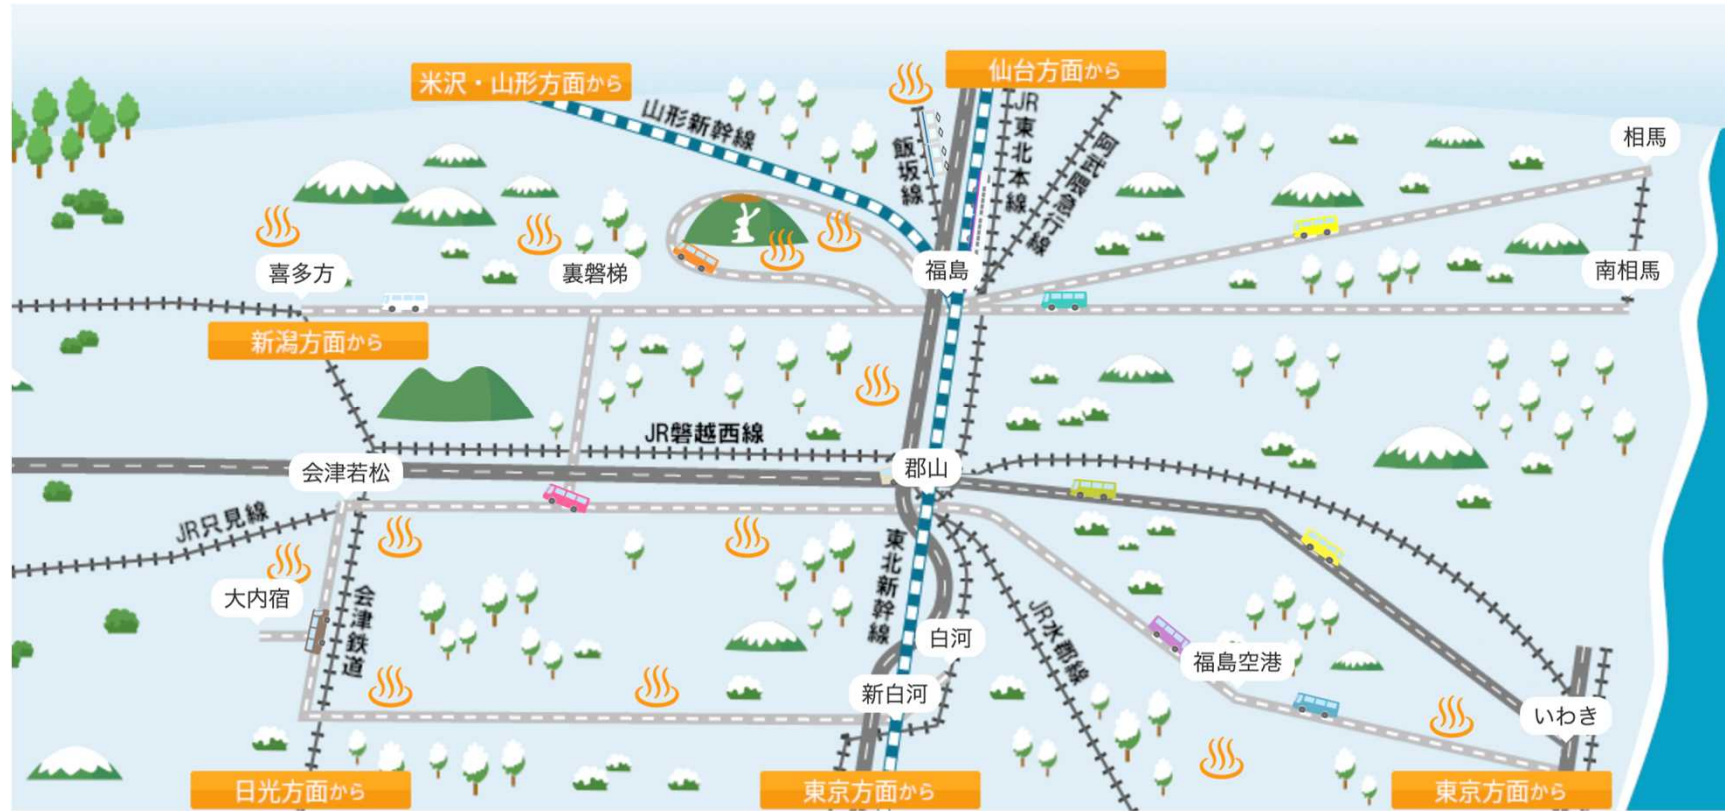 米沢・山形方面から
仙台方面から
山形新幹線
飯坂線
JR東北本線
阿武隈急行線
相馬
喜多方
裏磐梯
福島
南相馬
新潟方面から
JR磐越西線
会津若松
郡山
JR只見線
大内宿
会津鉄道
東北新幹線
白河
JR水郡線
福島空港
新白河
いわき
日光方面から
東京方面から
東京方面から